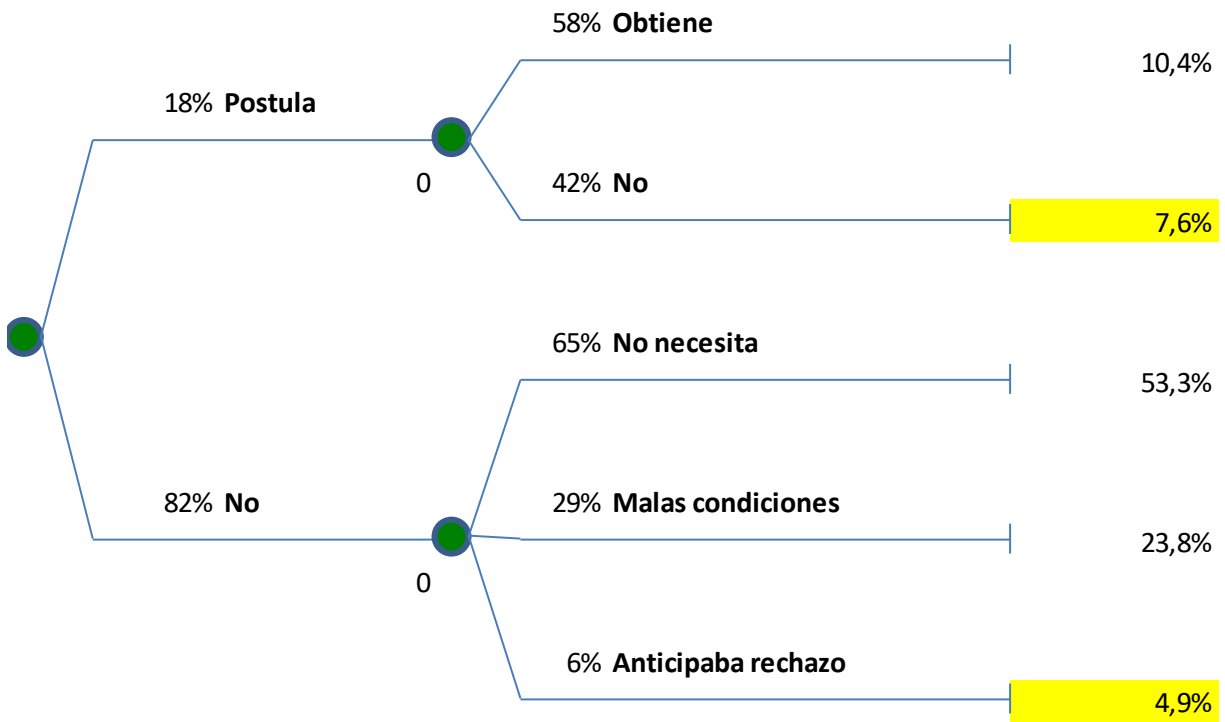 58% Obtiene
10,4%
18% Postula
0
42% No
7,6%
65% No necesita
53,3%
82% No
0
29% Malas condiciones
23,8%
6% Anticipaba rechazo
4,9%